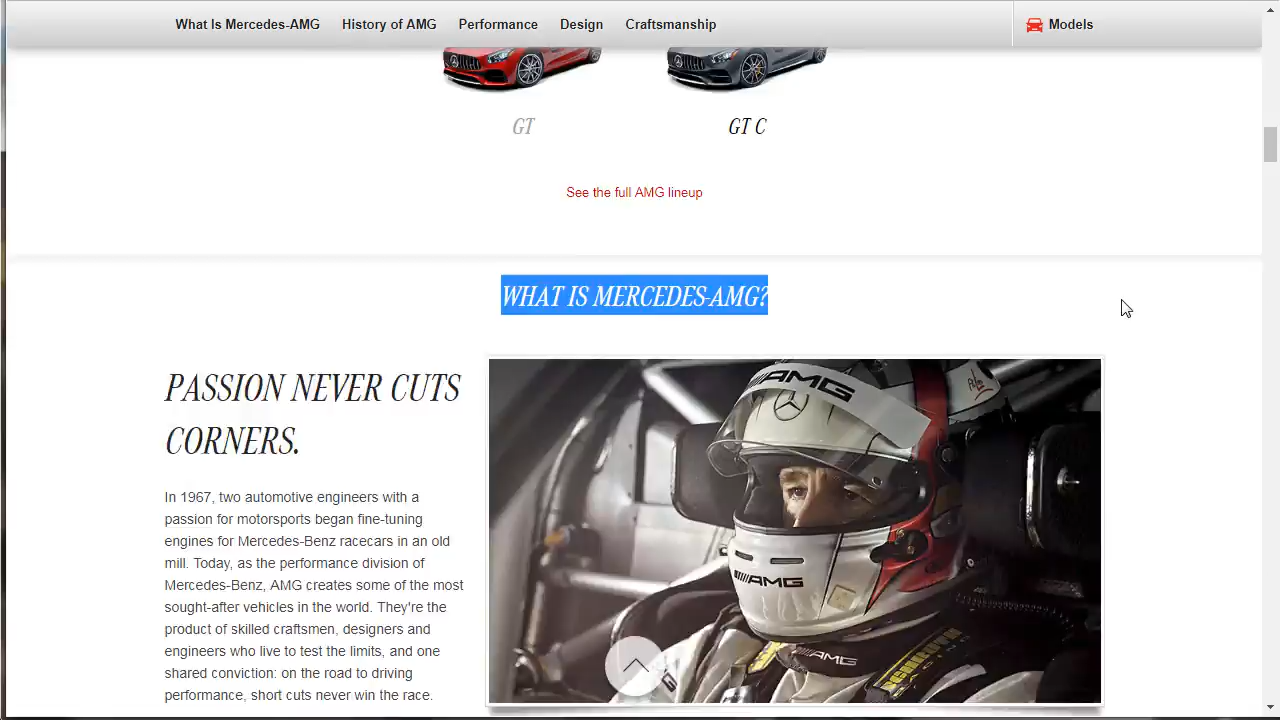 What Is Mercedes-AMG History of AMG Performance Design Craftsmanship Models
GT GT C
See the full AMG lineup
WHAT IS MERCEDES-AMG?
PASSION NEVER CUTS
CORNERS.
In 1967, two automotive engineers with a
passion for motorsports began fine-tuning
engines for Mercedes-Benz racecars in an old
mill. Today, as the performance division of
Mercedes-Benz, AMG creates some of the most
sought-after vehicles in the world. They're the
product of skilled craftsmen, designers and
engineers who live to test the limits, and one
shared conviction: on the road to driving
performance, short cuts never win the race.
AMG
AMG
AMG